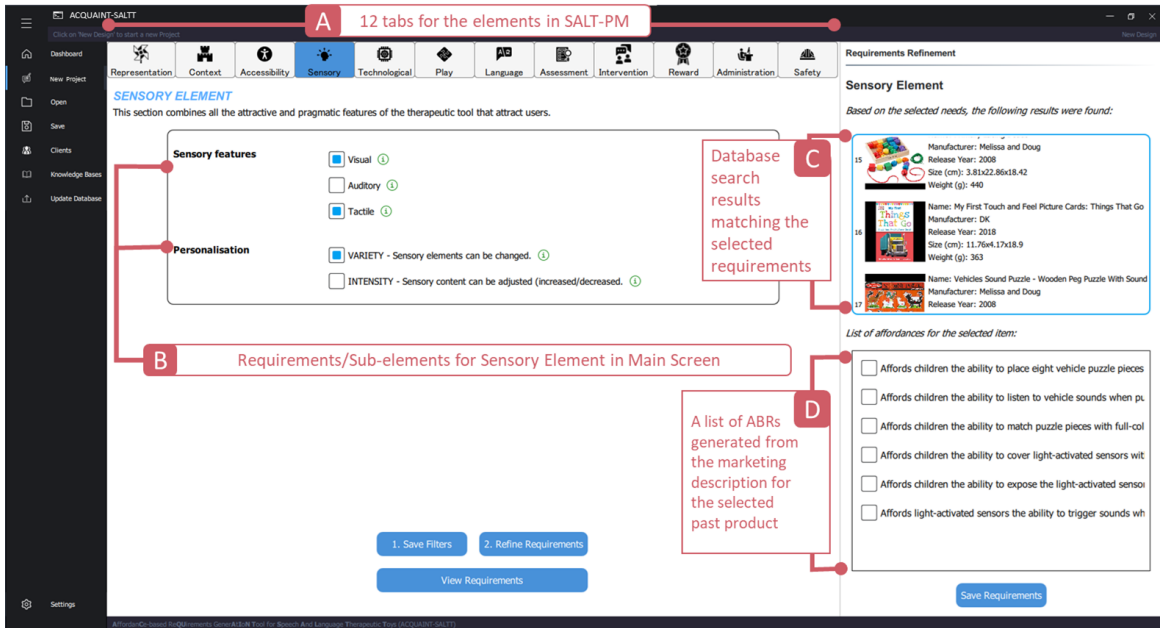 ACQUAINT-SALTT
Click on 'New Design' to start a new Project
New Design
A
12 tabs for the elements in SALT-PM
Dashboard
New Project
Open
Save
Clients
Knowledge Bases
Update Database
Settings
Representation
Context
Accessibility
Sensory
Technological
Play
Language
Assessment
Intervention
Reward
Administration
Safety
SENSORY ELEMENT
This section combines all the attractive and pragmatic features of the therapeutic tool that attract users.
Sensory features
Visual
Auditory
Tactile
Personalisation
VARIETY - Sensory elements can be changed.
INTENSITY - Sensory content can be adjusted (increased/decreased.
B
Requirements/Sub-elements for Sensory Element in Main Screen
1. Save Filters
2. Refine Requirements
View Requirements
C
Database
search
results
matching the
selected
requirements
D
A list of ABRs
generated from
the marketing
description for
the selected
past product
Requirements Refinement
Sensory Element
Based on the selected needs, the following results were found:
15
Manufacturer: Melissa and Doug
Release Year: 2008
Size (cm): 3.81x22.86x18.42
Weight (g): 440
16
Things
That Go
Name: My First Touch and Feel Picture Cards: Things That Go
Manufacturer: DK
Release Year: 2018
Size (cm): 11.76x4.17x18.9
Weight (g): 363
17
Name: Vehicles Sound Puzzle - Wooden Peg Puzzle With Sound
Manufacturer: Melissa and Doug
Release Year: 2008
List of affordances for the selected item:
Affords children the ability to place eight vehicle puzzle pieces
Affords children the ability to listen to vehicle sounds when pu
Affords children the ability to match puzzle pieces with full-col
Affords children the ability to cover light-activated sensors wit
Affords children the ability to expose the light-activated senso
Affords light-activated sensors the ability to trigger sounds wh
Save Requirements
AffordanCe-based ReQUirements GenerAtIoN Tool for Speech And Language Therapeutic Toys (ACQUAINT-SALTT)